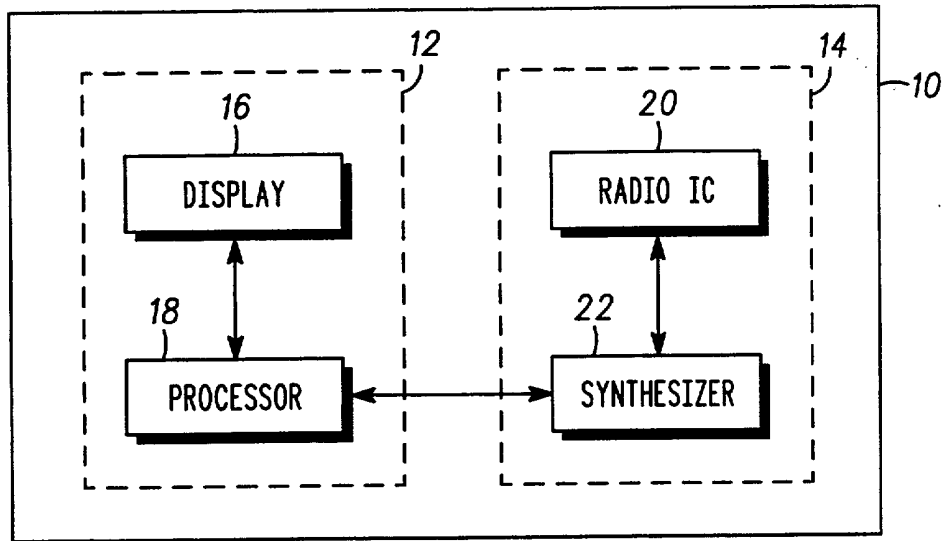 12
14
10
16
20
DISPLAY
RADIO IC
18
22
PROCESSOR
SYNTHESIZER